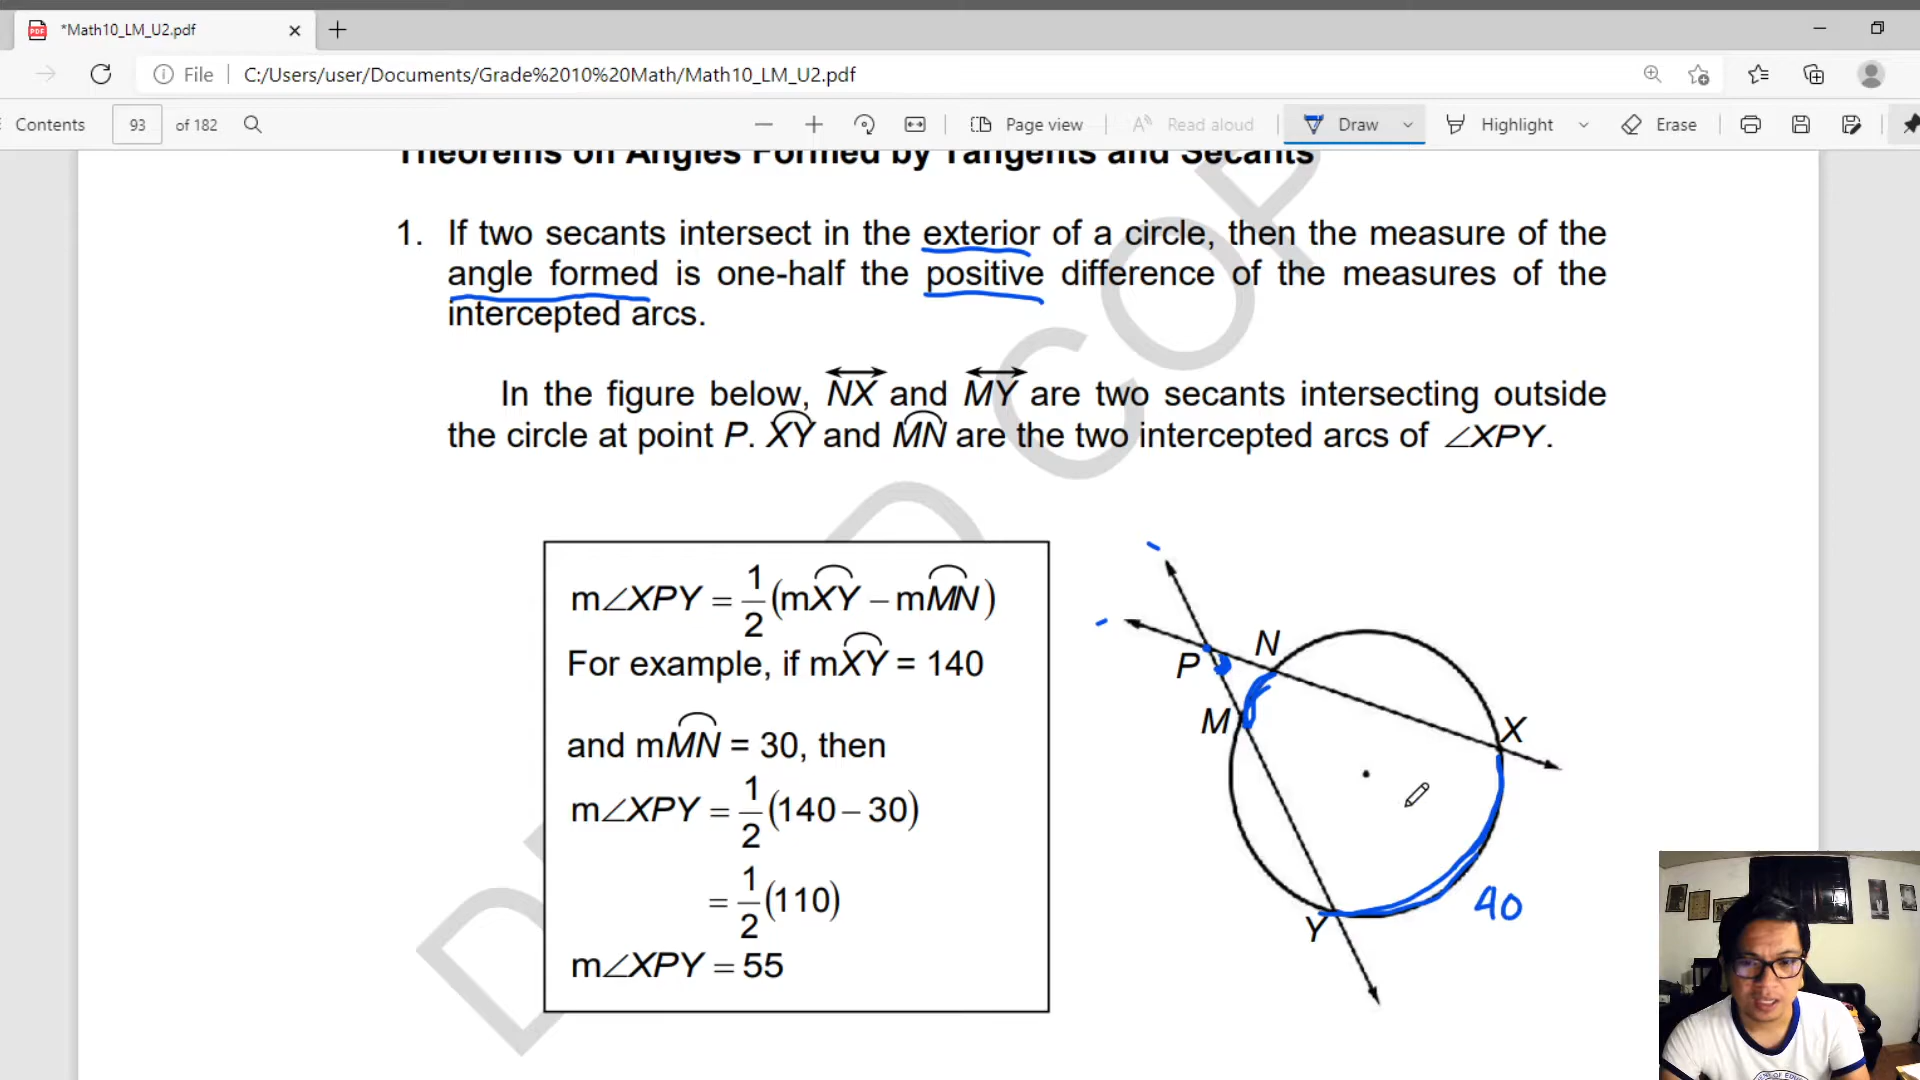 *Math10_LM_U2.pdf
File C:/Users/user/Documents/Grade%2010%20Math/Math10_LM_U2.pdf
Contents 93 of 182 Page view Read aloud Draw Highlight Erase
Theorems on Angles Formed by Tangents and Secants
1. If two secants intersect in the exterior of a circle, then the measure of the
angle formed is one-half the positive difference of the measures of the
intercepted arcs.
In the figure below, NX and MY are two secants intersecting outside
the circle at point P. XY and MN are the two intercepted arcs of ∠XPY.
m∠XPY = 1/2 (mXY – mMN)
For example, if mXY = 140
and mMN = 30, then
m∠XPY = 1/2 (140 – 30)
= 1/2 (110)
m∠XPY = 55
N
P
M
X
Y
40
COP
D